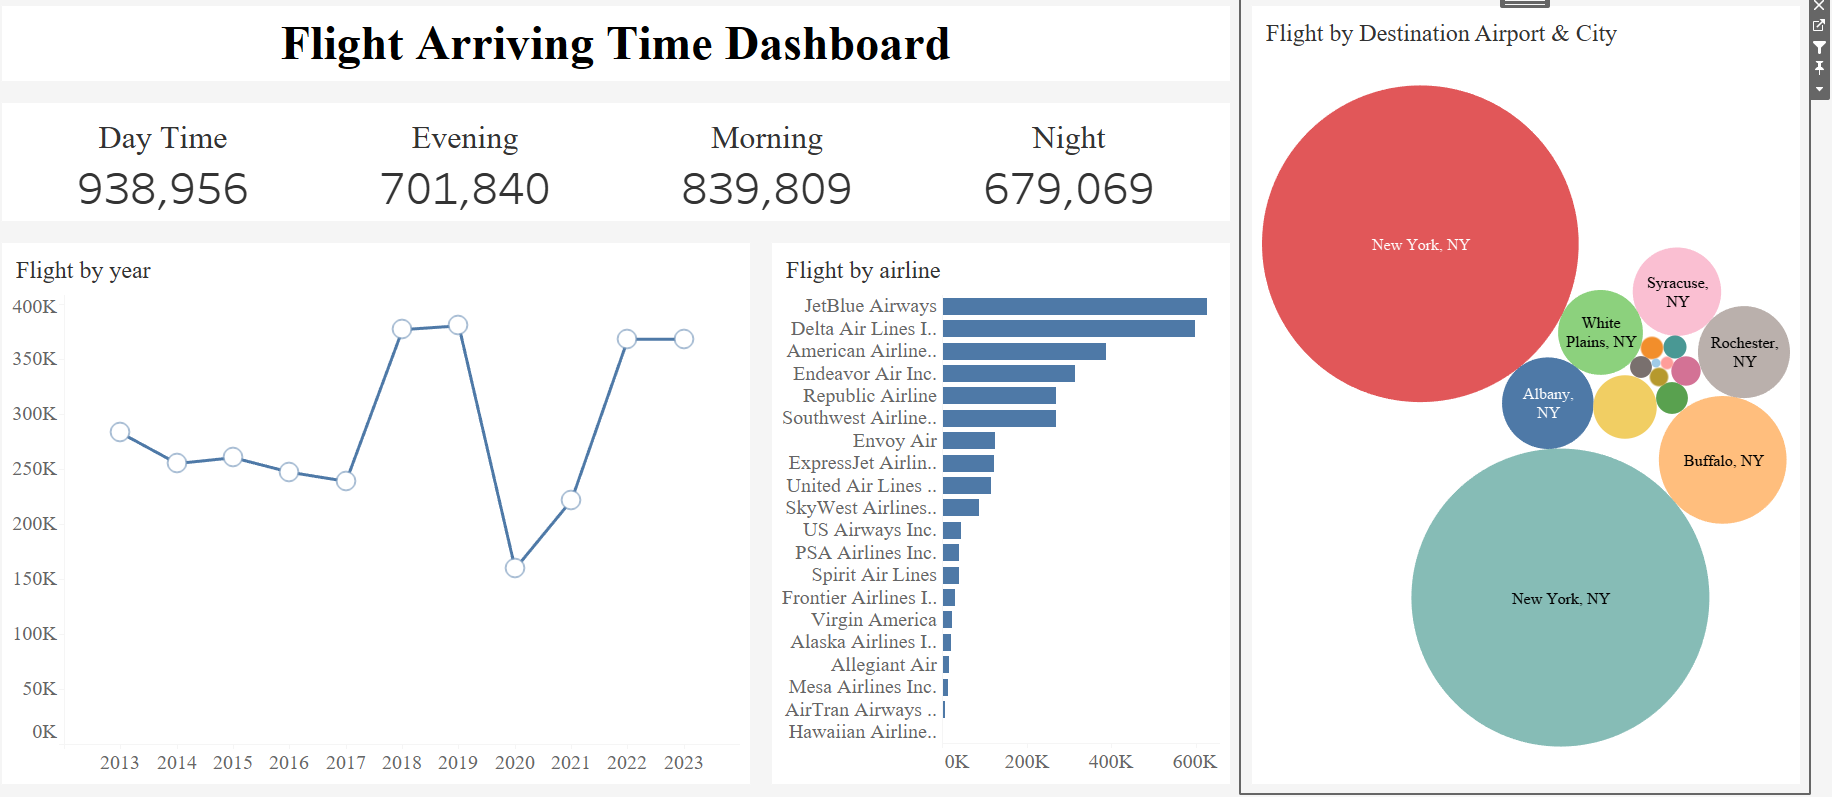 Flight Arriving Time Dashboard
Day Time
938,956
Evening
701,840
Morning
839,809
Night
679,069
Flight by year
400K
350K
300K
250K
200K
150K
100K
50K
0K
2013 2014 2015 2016 2017 2018 2019 2020 2021 2022 2023
Flight by airline
JetBlue Airways
Delta Air Lines I..
American Airline..
Endeavor Air Inc.
Republic Airline
Southwest Airline..
Envoy Air
ExpressJet Airlin..
United Air Lines ..
SkyWest Airlines..
US Airways Inc.
PSA Airlines Inc.
Spirit Air Lines
Frontier Airlines I..
Virgin America
Alaska Airlines I..
Allegiant Air
Mesa Airlines Inc.
AirTran Airways ..
Hawaiian Airline..
0K 200K 400K 600K
Flight by Destination Airport & City
New York, NY
Syracuse,
NY
White
Plains, NY
Rochester,
NY
Albany,
NY
Buffalo, NY
New York, NY